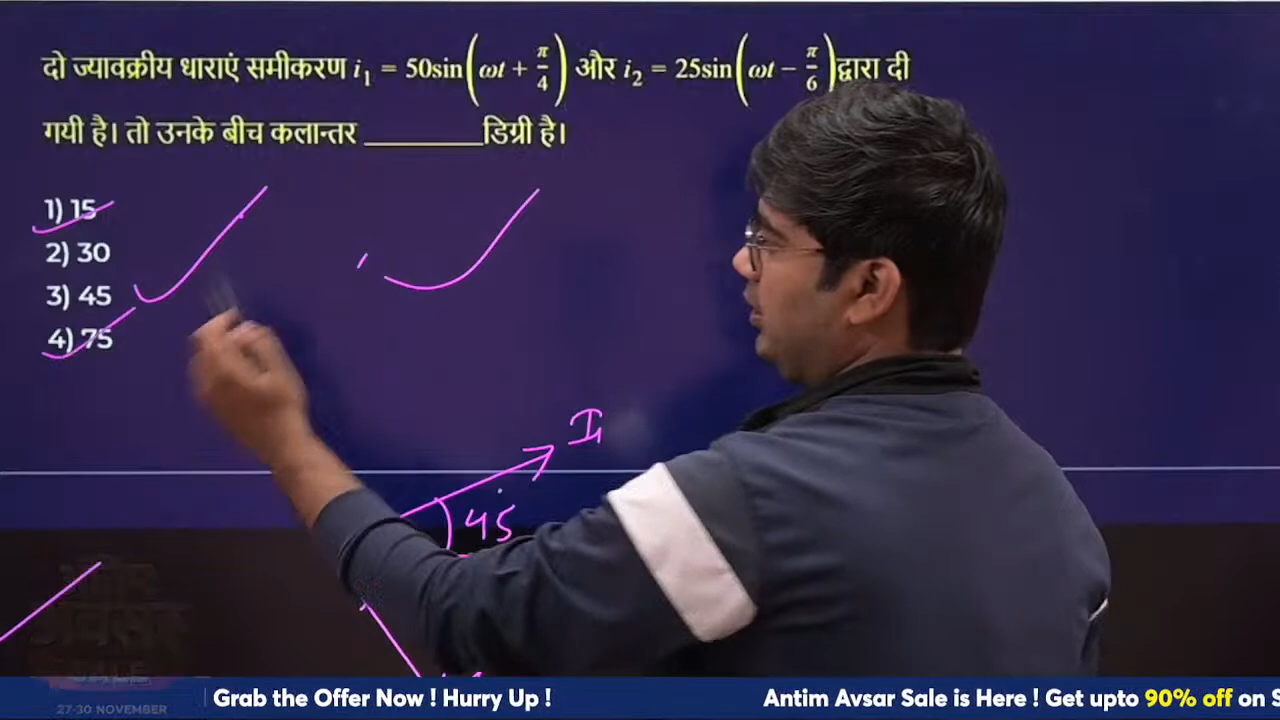 दो ज्यावक्रीय धाराएं समीकरण i₁ = 50sin(ωt + π/4) और i₂ = 25sin(ωt − π/6) द्वारा दी
गयी है। तो उनके बीच कलान्तर ________ डिग्री है।
1) 15
2) 30
3) 45
4) 75
I₁
45
SALE
27-30 NOVEMBER
Grab the Offer Now ! Hurry Up !
Antim Avsar Sale is Here ! Get upto 90% off on S